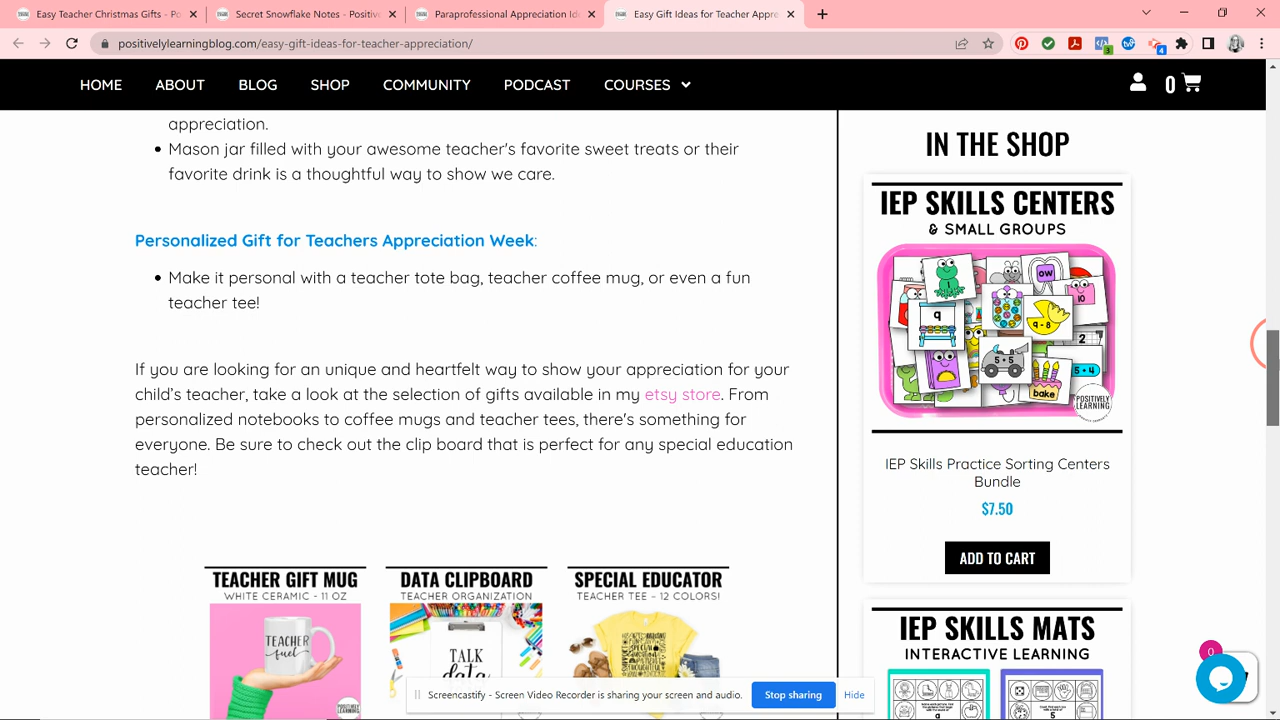 Easy Teacher Christmas Gifts - Po
Secret Snowflake Notes - Positiv
Paraprofessional Appreciation Id
Easy Gift Ideas for Teacher Appre
positivelylearningblog.com/easy-gift-ideas-for-teacher-appreciation/
HOME ABOUT BLOG SHOP COMMUNITY PODCAST COURSES 0
appreciation.
Mason jar filled with your awesome teacher's favorite sweet treats or their
favorite drink is a thoughtful way to show we care.
Personalized Gift for Teachers Appreciation Week:
Make it personal with a teacher tote bag, teacher coffee mug, or even a fun
teacher tee!
If you are looking for an unique and heartfelt way to show your appreciation for your
child's teacher, take a look at the selection of gifts available in my etsy store. From
personalized notebooks to coffee mugs and teacher tees, there's something for
everyone. Be sure to check out the clip board that is perfect for any special education
teacher!
TEACHER GIFT MUG
WHITE CERAMIC - 11 OZ
TEACHER
fuel
DATA CLIPBOARD
TEACHER ORGANIZATION
TALK
data
SPECIAL EDUCATOR
TEACHER TEE - 12 COLORS!
IN THE SHOP
IEP SKILLS CENTERS
& SMALL GROUPS
ow
10
q
q - 8
2
5 + 5
5 + 4
bake
POSITIVELY
LEARNING
IEP Skills Practice Sorting Centers
Bundle
$7.50
ADD TO CART
IEP SKILLS MATS
INTERACTIVE LEARNING
q
5
0
Screencastify - Screen Video Recorder is sharing your screen and audio.
Stop sharing
Hide